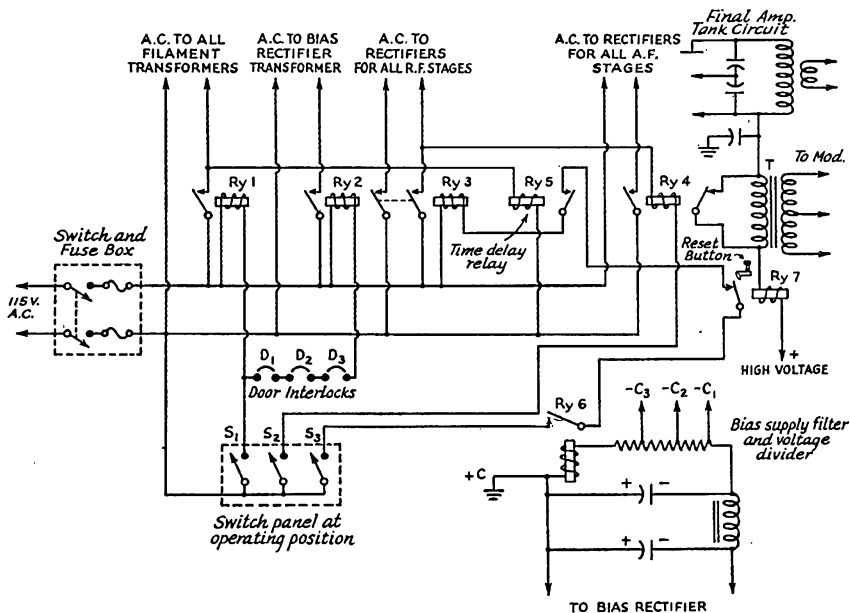 A.C. TO ALL
FILAMENT
TRANSFORMERS
A.C. TO BIAS
RECTIFIER
TRANSFORMER
A.C. TO
RECTIFIERS
FOR ALL R.F. STAGES
A.C. TO RECTIFIERS
FOR ALL A.F.
STAGES
Final Amp.
Tank Circuit
Ry 1
Ry 2
Ry 3
Ry 5
Ry 4
T
To Mod.
Time delay
relay
Reset
Button
Ry 7
Switch and
Fuse Box
115 V.
A.C.
+
HIGH VOLTAGE
D1
D2
D3
Door Interlocks
Ry 6
-C3
-C2
-C1
Bias supply filter
and voltage
divider
S1
S2
S3
+C
+
-
+
-
Switch panel at
operating position
TO BIAS RECTIFIER